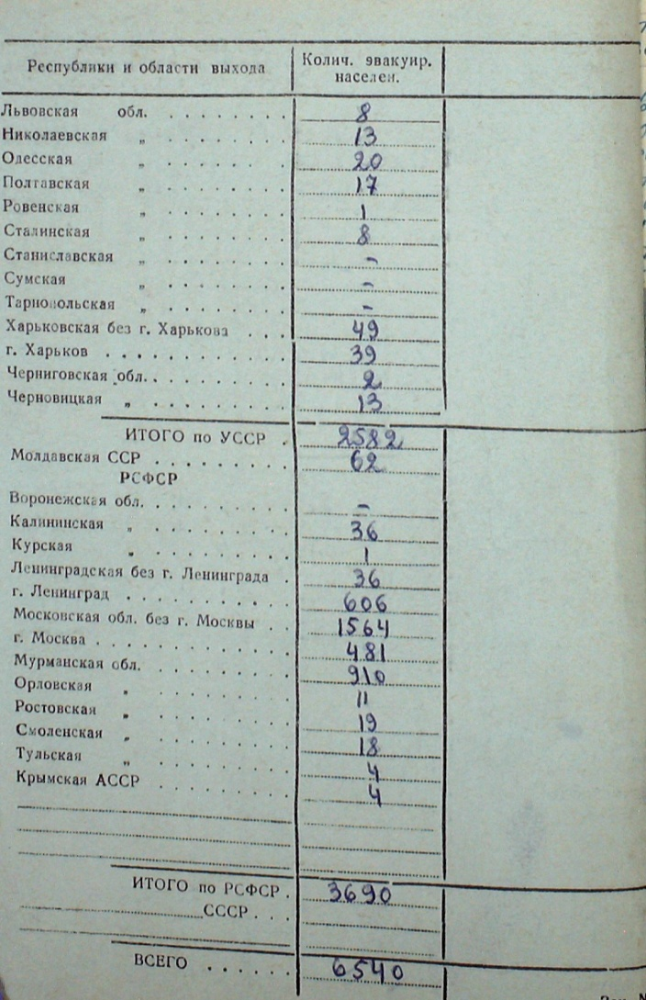 Республики и области выхода Колич. эвакуир. населен.
Львовская обл. . . . . . . . 8
Николаевская „ . . . . . . . 13
Одесская „ . . . . . . . 20
Полтавская „ . . . . . . . 17
Ровенская „ . . . . . . . 1
Сталинская „ . . . . . . . 8
Станиславская „ . . . . . . . -
Сумская „ . . . . . . . -
Тарнопольская „ . . . . . . . -
Харьковская без г. Харькова . . . 49
г. Харьков . . . . . . . . . . 39
Черниговская обл. . . . . . . . . 2
Черновицкая „ . . . . . . . . 13
ИТОГО по УССР . 2582
Молдавская ССР . . . . . . . . . 62
РСФСР
Воронежская обл. . . . . . . . . -
Калининская „ . . . . . . . . 36
Курская „ . . . . . . . . 1
Ленинградская без г. Ленинграда . 36
г. Ленинград . . . . . . . . . . 606
Московская обл. без г. Москвы . . 1564
г. Москва . . . . . . . . . . . 481
Мурманская обл. . . . . . . . . 910
Орловская „ . . . . . . . . 11
Ростовская „ . . . . . . . . 19
Смоленская „ . . . . . . . . 18
Тульская „ . . . . . . . . 4
Крымская АССР . . . . . . . . 4
ИТОГО по РСФСР . 3690
СССР . . .
ВСЕГО . . . . . . 6540